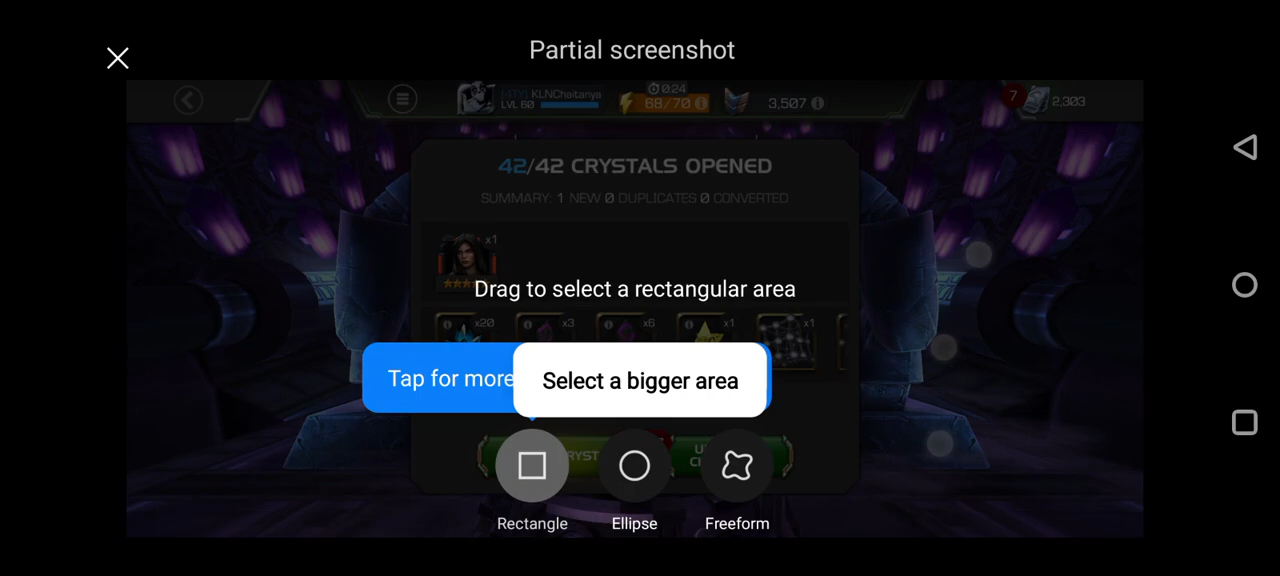 Partial screenshot
[4TY] KLNChaitanya
LVL 60
0:24
68/70
3,507
7
2,303
42/42 CRYSTALS OPENED
SUMMARY: 1 NEW 0 DUPLICATES 0 CONVERTED
x1
Drag to select a rectangular area
x20 x3 x6 x1 x1
Tap for more
Select a bigger area
Rectangle Ellipse Freeform